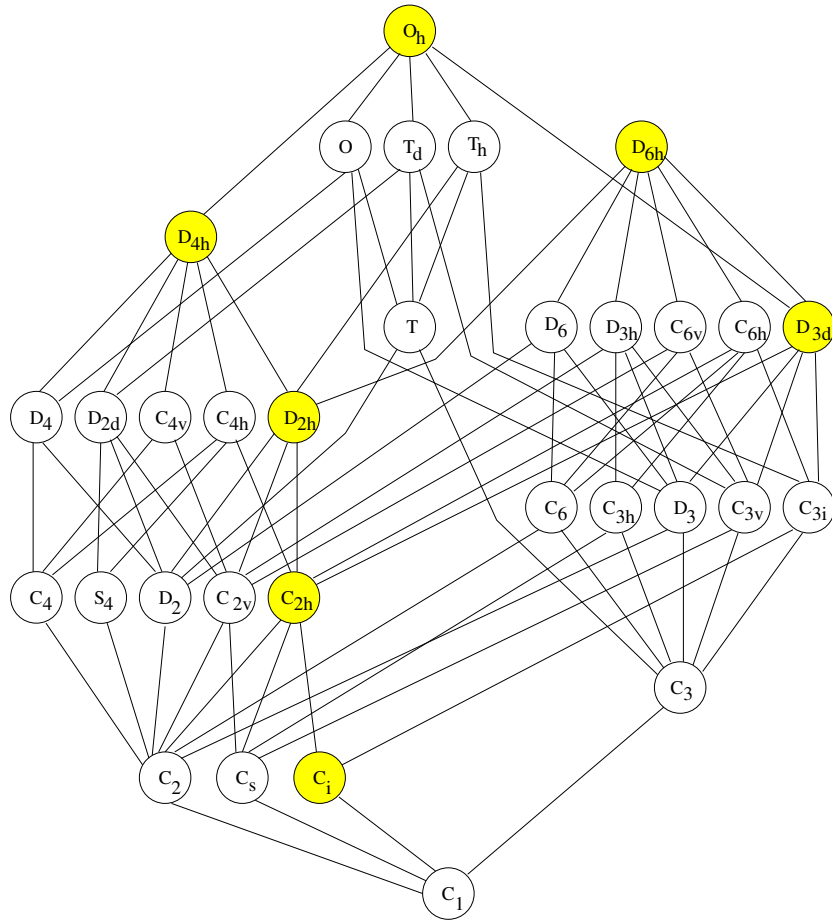 O_h
O T_d T_h D_6h
D_4h
T D_6 D_3h C_6v C_6h D_3d
D_4 D_2d C_4v C_4h D_2h
C_6 C_3h D_3 C_3v C_3i
C_4 S_4 D_2 C_2v C_2h
C_3
C_2 C_s C_i
C_1